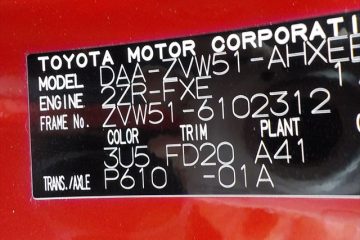 TOYOTA MOTOR CORPORATI
MODEL DAA-ZVW51-AHXEB
ENGINE 2ZR-FXE
FRAME No. ZVW51-6102312
COLOR TRIM PLANT
3U5 FD20 A41
TRANS./AXLE P610 -01A